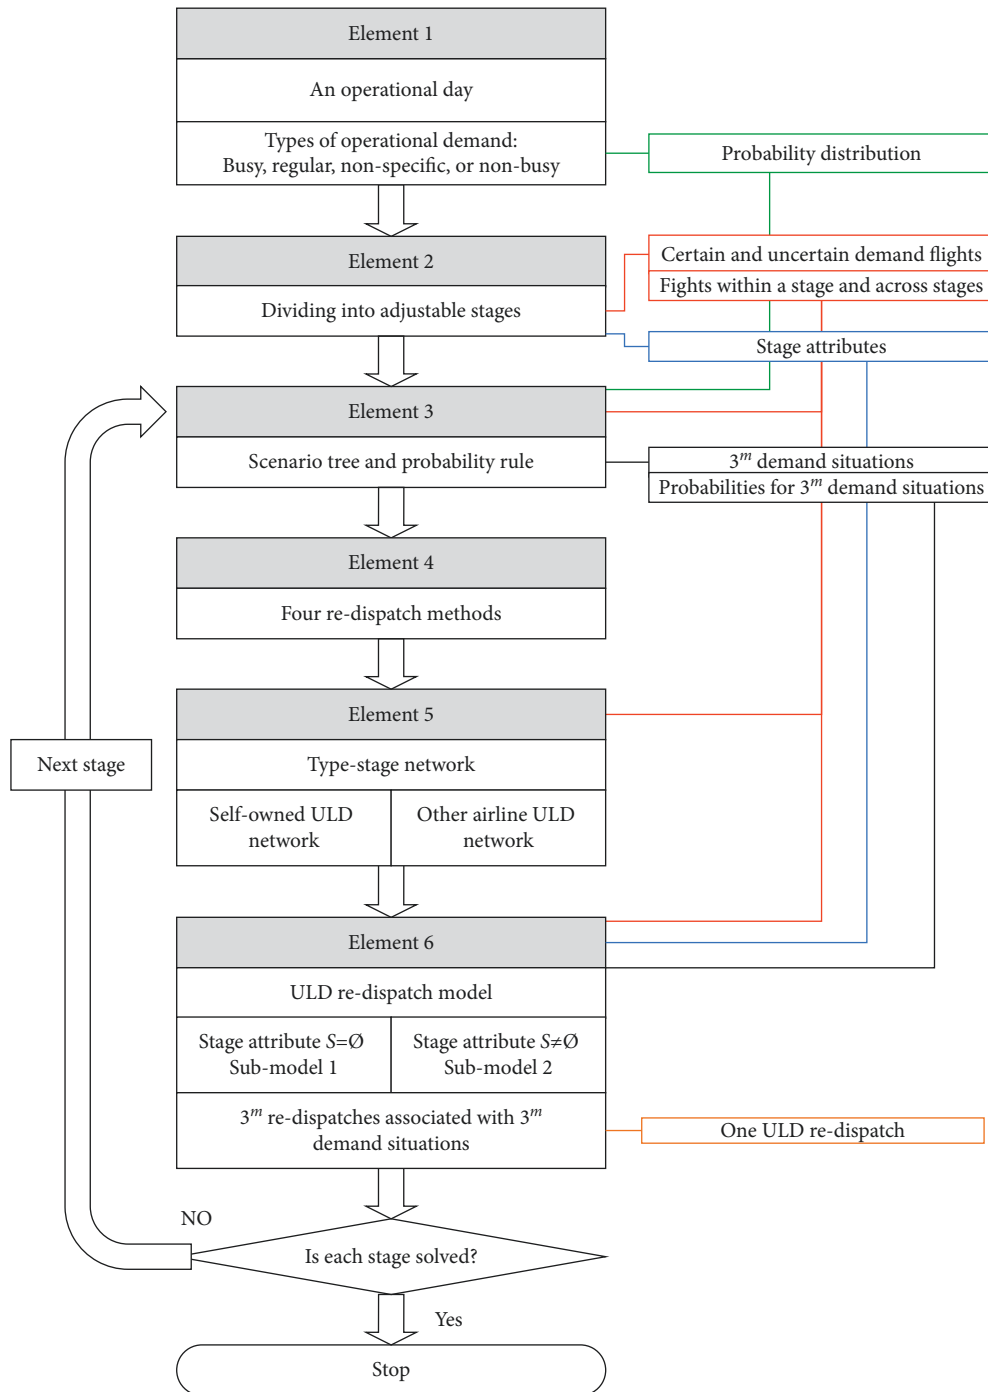 Element 1
An operational day
Types of operational demand:
Busy, regular, non-specific, or non-busy
Probability distribution
Element 2
Dividing into adjustable stages
Certain and uncertain demand flights
Fights within a stage and across stages
Stage attributes
Element 3
Scenario tree and probability rule
3^m demand situations
Probabilities for 3^m demand situations
Element 4
Four re-dispatch methods
Element 5
Type-stage network
Self-owned ULD
network
Other airline ULD
network
Next stage
Element 6
ULD re-dispatch model
Stage attribute S=Ø
Sub-model 1
Stage attribute S≠Ø
Sub-model 2
3^m re-dispatches associated with 3^m
demand situations
One ULD re-dispatch
NO
Is each stage solved?
Yes
Stop